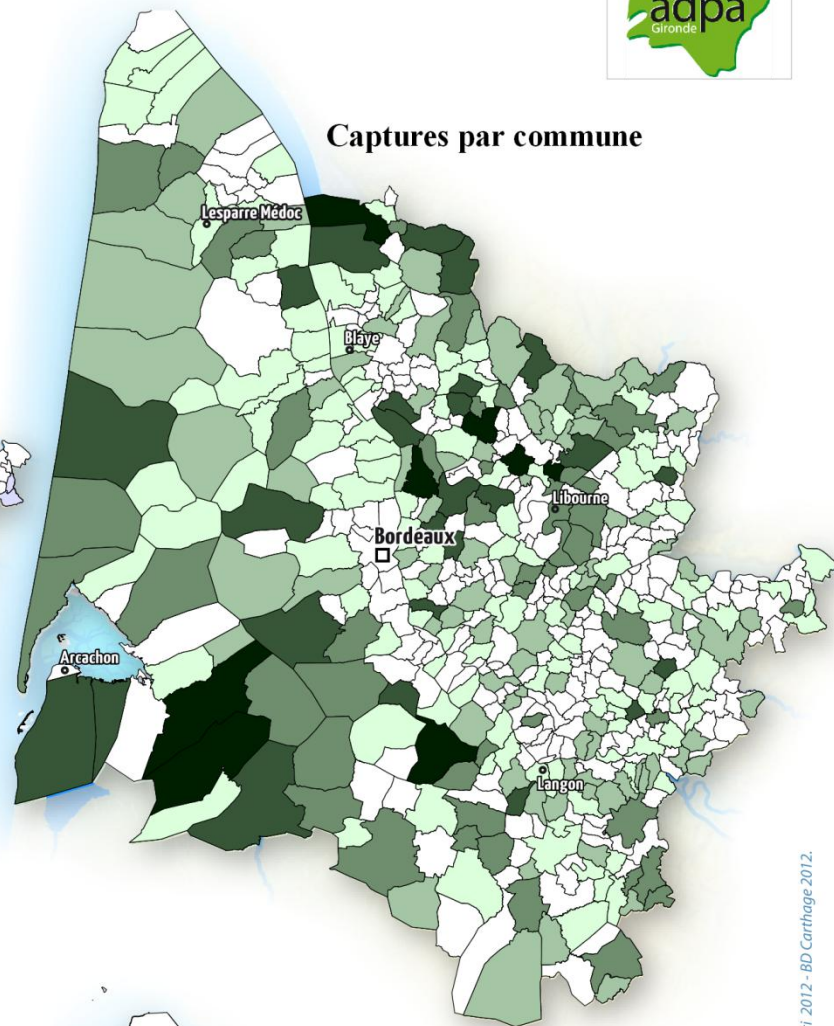 adpa
Gironde
Captures par commune
Lesparre Médoc
Blaye
Libourne
Bordeaux
Arcachon
Langon
2012 - BD Carthage 2012.